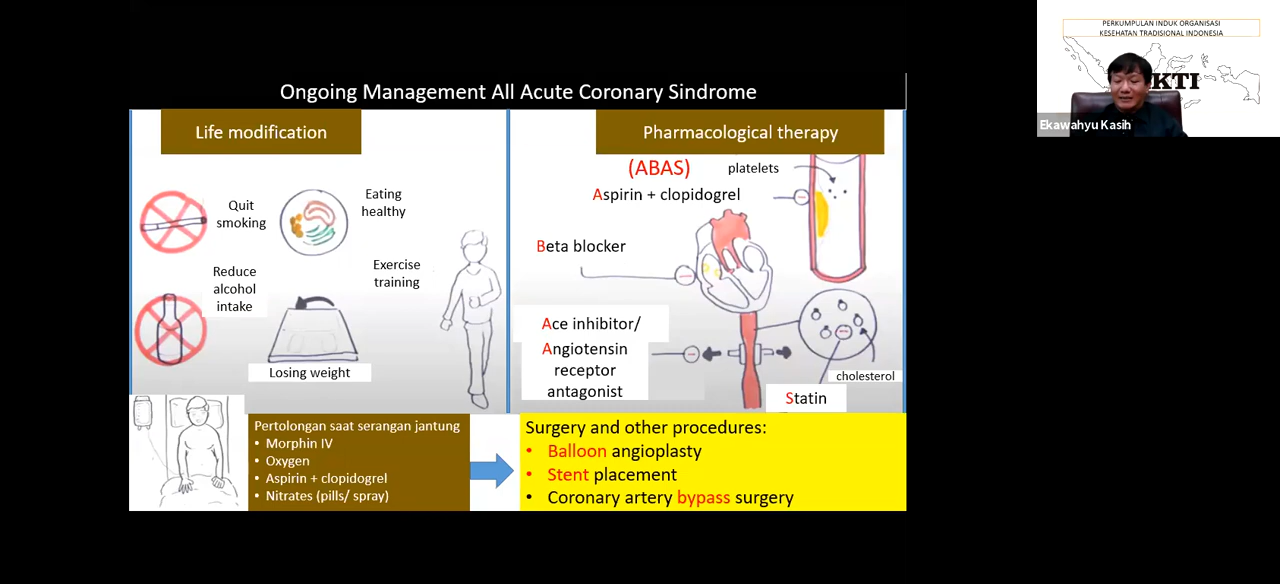 PERKUMPULAN INDUK ORGANISASI
KESEHATAN TRADISIONAL INDONESIA
KTI
Ekawahyu Kasih
Ongoing Management All Acute Coronary Sindrome
Life modification
Quit
smoking
Eating
healthy
Reduce
alcohol
intake
Exercise
training
Losing weight
Pharmacological therapy
(ABAS)
platelets
Aspirin + clopidogrel
Beta blocker
Ace inhibitor/
Angiotensin
receptor
antagonist
cholesterol
Statin
Pertolongan saat serangan jantung
• Morphin IV
• Oxygen
• Aspirin + clopidogrel
• Nitrates (pills/ spray)
Surgery and other procedures:
• Balloon angioplasty
• Stent placement
• Coronary artery bypass surgery